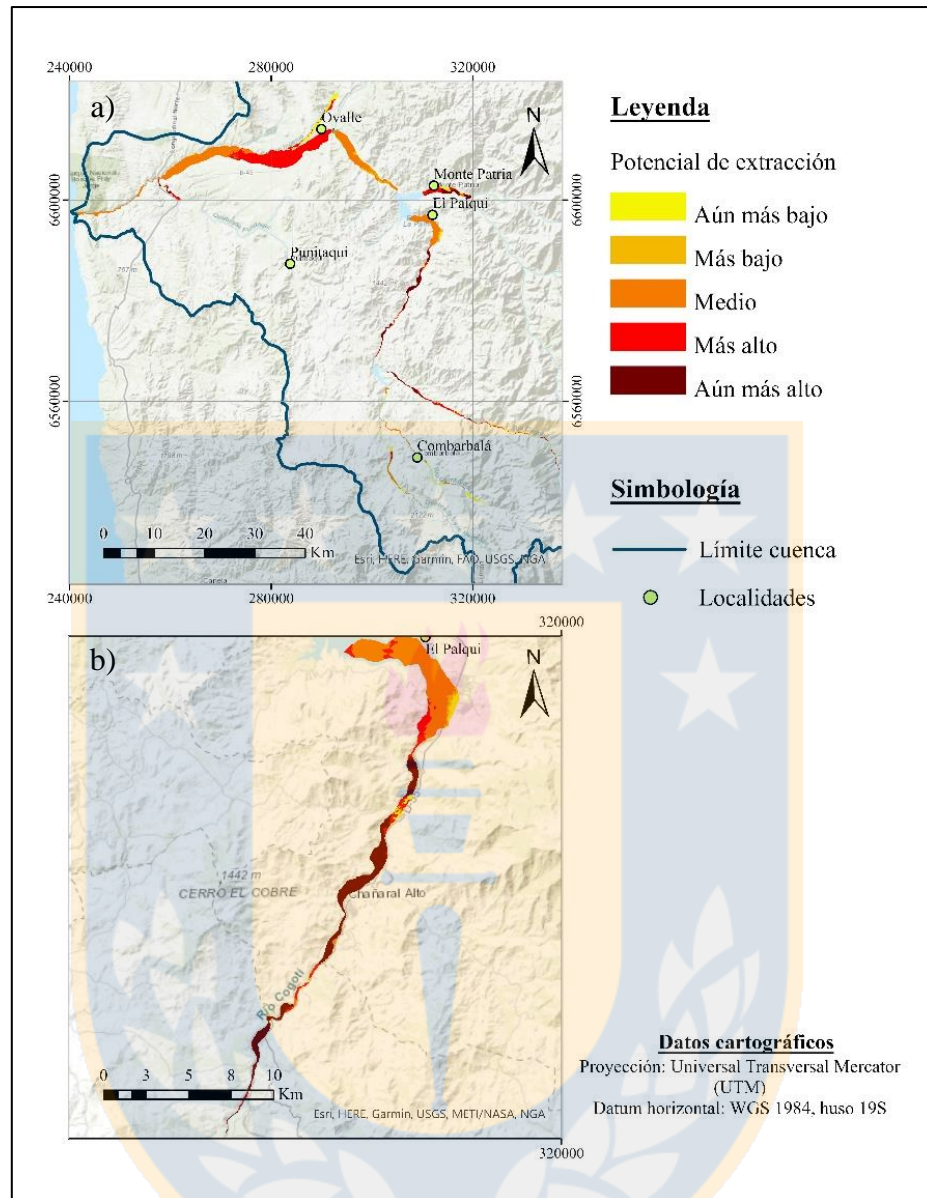 240000 280000 320000
a)
N
Ovalle
Monte Patria
El Palqui
Punitaqui
Combarbalá
6600000 6600000
6560000 6560000
767 m
0 10 20 30 40
Km
Esri, HERE, Garmin, FAO, USGS, NGA
Canela
240000 280000 320000
320000
b)
N
El Palqui
1442 m
CERRO EL COBRE
Chañaral Alto
Río Cogotí
0 3 5 8 10
Km
Esri, HERE, Garmin, USGS, METI/NASA, NGA
320000
Leyenda
Potencial de extracción
Aún más bajo
Más bajo
Medio
Más alto
Aún más alto
Simbología
Límite cuenca
Localidades
Datos cartográficos
Proyección: Universal Transversal Mercator
(UTM)
Datum horizontal: WGS 1984, huso 19S